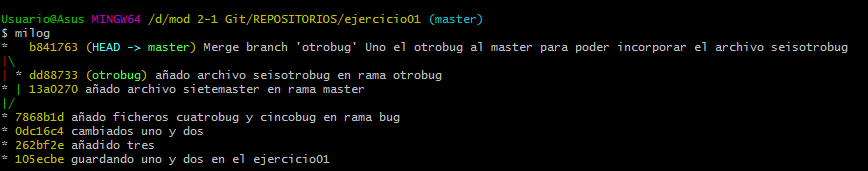 Usuario@Asus MINGW64 /d/mod 2-1 Git/REPOSITORIOS/ejercicio01 (master)
$ milog
*   b841763 (HEAD -> master) Merge branch 'otrobug' Uno el otrobug al master para poder incorporar el archivo seisotrobug
|\
| * dd88733 (otrobug) añado archivo seisotrobug en rama otrobug
* | 13a0270 añado archivo sietemaster en rama master
|/
* 7868b1d añado ficheros cuatrobug y cincobug en rama bug
* 0dc16c4 cambiados uno y dos
* 262bf2e añadido tres
* 105ecbe guardando uno y dos en el ejercicio01